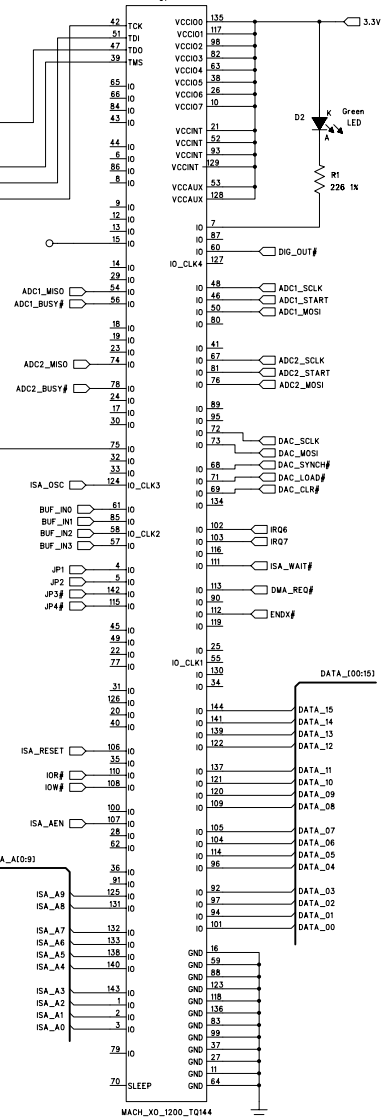 42 TCK
51 TDI
47 TDO
39 TMS
65 IO
66 IO
84 IO
43 IO
44 IO
6 IO
86 IO
8 IO
9 IO
12 IO
13 IO
15 IO
14 IO
29 IO
ADC1_MISO 54 IO
ADC1_BUSY# 56 IO
18 IO
19 IO
23 IO
ADC2_MISO 74 IO
ADC2_BUSY# 78 IO
24 IO
17 IO
30 IO
75 IO
32 IO
33 IO
ISA_OSC 124 IO_CLK3
BUF_IN0 61 IO
BUF_IN1 85 IO
BUF_IN2 58 IO_CLK2
BUF_IN3 57 IO
JP1 4 IO
JP2 5 IO
JP3# 142 IO
JP4# 115 IO
45 IO
49 IO
22 IO
77 IO
31 IO
126 IO
20 IO
40 IO
ISA_RESET 106 IO
35 IO
IOR# 110 IO
IOW# 108 IO
100 IO
ISA_AEN 107 IO
28 IO
62 IO
A_A[0:9]
36 IO
91 IO
ISA_A9 125 IO
ISA_A8 131 IO
ISA_A7 132 IO
ISA_A6 133 IO
ISA_A5 138 IO
ISA_A4 140 IO
ISA_A3 143 IO
ISA_A2 1 IO
ISA_A1 2 IO
ISA_A0 3 IO
79 IO
70 SLEEP
VCCIO0 135
VCCIO1 117
VCCIO2 98
VCCIO3 82
VCCIO4 63
VCCIO5 38
VCCIO6 26
VCCIO7 10
VCCINT 21
VCCINT 52
VCCINT 93
VCCINT 129
VCCAUX 53
VCCAUX 128
3.3V
D2 K A Green LED
R1
226 1%
IO 7
IO 87
IO 60 DIG_OUT#
IO_CLK4 127
IO 48 ADC1_SCLK
IO 46 ADC1_START
IO 50 ADC1_MOSI
IO 80
IO 41
IO 67 ADC2_SCLK
IO 81 ADC2_START
IO 76 ADC2_MOSI
IO 89
IO 95
IO 72 DAC_SCLK
IO 73 DAC_MOSI
IO 68 DAC_SYNCH#
IO 71 DAC_LOAD#
IO 69 DAC_CLR#
IO 134
IO 102 IRQ6
IO 103 IRQ7
IO 116
IO 111 ISA_WAIT#
IO 113 DMA_REQ#
IO 90
IO 112 ENDX#
IO 119
IO 25
IO_CLK1 55
IO 130
IO 34
DATA_[00:15]
IO 144 DATA_15
IO 141 DATA_14
IO 139 DATA_13
IO 122 DATA_12
IO 137 DATA_11
IO 121 DATA_10
IO 120 DATA_09
IO 109 DATA_08
IO 105 DATA_07
IO 104 DATA_06
IO 114 DATA_05
IO 96 DATA_04
IO 92 DATA_03
IO 97 DATA_02
IO 94 DATA_01
IO 101 DATA_00
GND 16
GND 59
GND 88
GND 123
GND 118
GND 136
GND 83
GND 99
GND 37
GND 27
GND 11
GND 64
MACH_XO_1200_TQ144